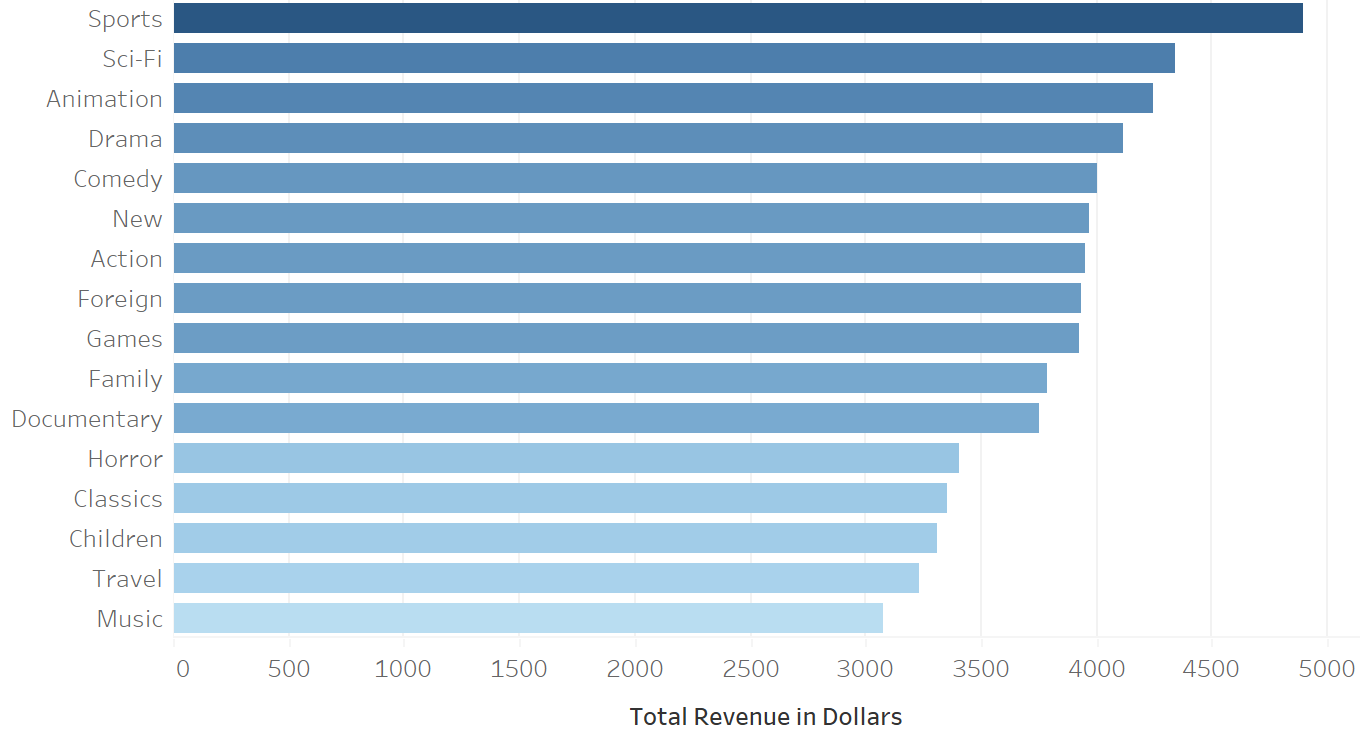 Sports
Sci-Fi
Animation
Drama
Comedy
New
Action
Foreign
Games
Family
Documentary
Horror
Classics
Children
Travel
Music
0 500 1000 1500 2000 2500 3000 3500 4000 4500 5000
Total Revenue in Dollars